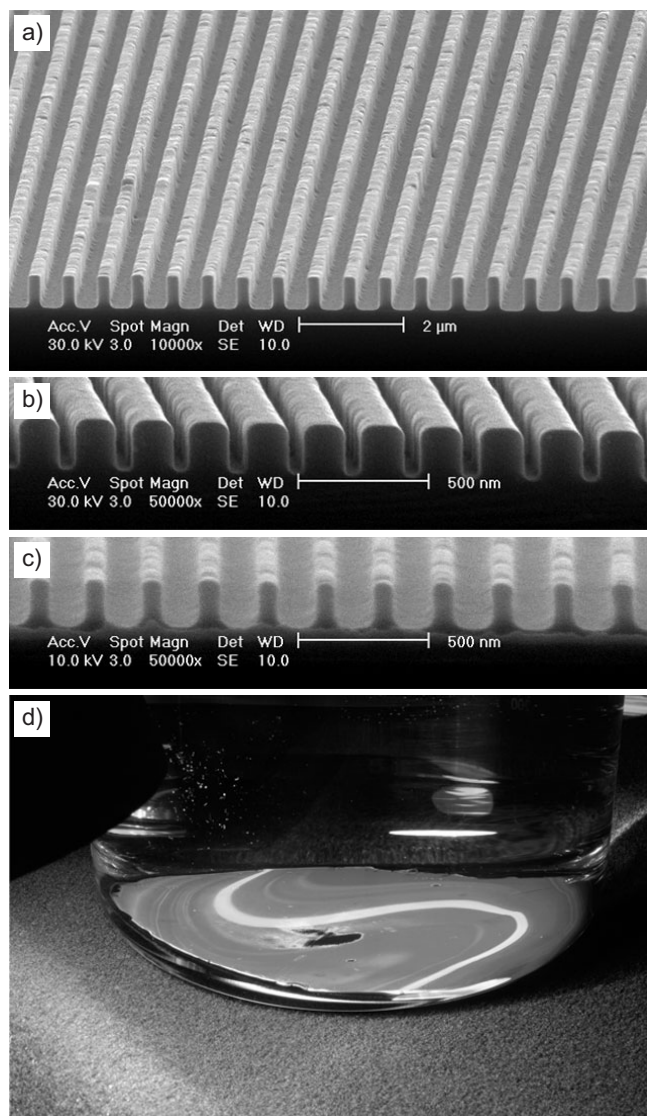 a)
Acc.V Spot Magn Det WD 2 µm
30.0 kV 3.0 10000x SE 10.0
b)
Acc.V Spot Magn Det WD 500 nm
30.0 kV 3.0 50000x SE 10.0
c)
Acc.V Spot Magn Det WD 500 nm
10.0 kV 3.0 50000x SE 10.0
d)